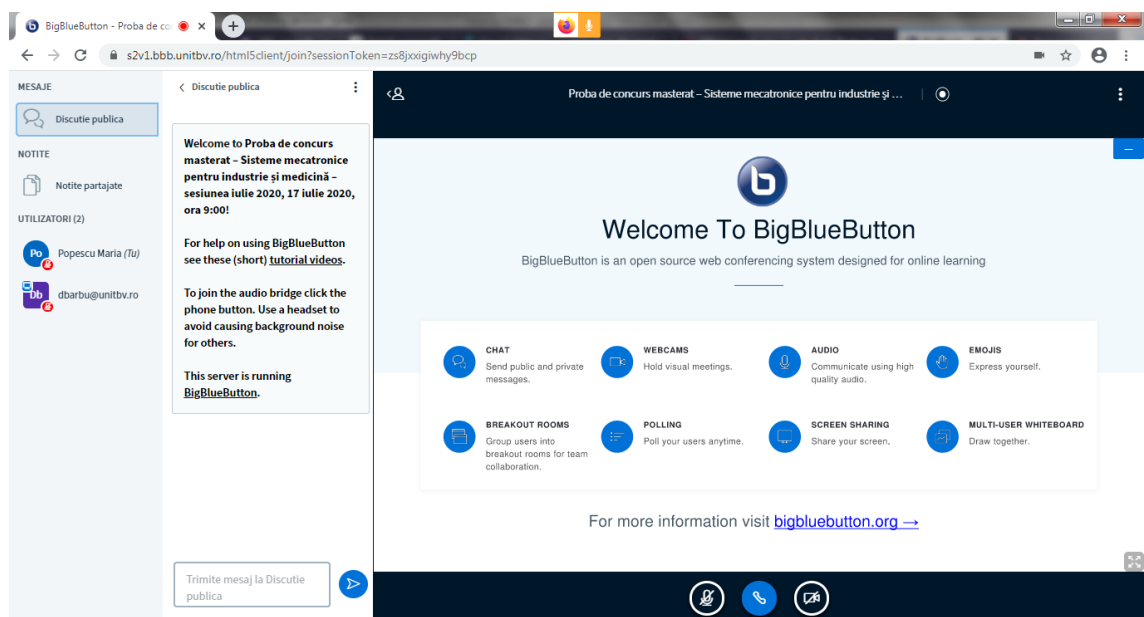 BigBlueButton - Proba de co
s2v1.bbb.unitbv.ro/html5client/join?sessionToken=zs8jxxigiwhy9bcp
MESAJE
Discutie publica
NOTITE
Notite partajate
UTILIZATORI (2)
Po
Popescu Maria (Tu)
Db
dbarbu@unitbv.ro
Discutie publica
Welcome to Proba de concurs
masterat – Sisteme mecatronice
pentru industrie și medicină –
sesiunea iulie 2020, 17 iulie 2020,
ora 9:00!
For help on using BigBlueButton
see these (short) tutorial videos.
To join the audio bridge click the
phone button. Use a headset to
avoid causing background noise
for others.
This server is running
BigBlueButton.
Trimite mesaj la Discutie
publica
Proba de concurs masterat – Sisteme mecatronice pentru industrie și ...
b
Welcome To BigBlueButton
BigBlueButton is an open source web conferencing system designed for online learning
CHAT
Send public and private
messages.
WEBCAMS
Hold visual meetings.
AUDIO
Communicate using high
quality audio.
EMOJIS
Express yourself.
BREAKOUT ROOMS
Group users into
breakout rooms for team
collaboration.
POLLING
Poll your users anytime.
SCREEN SHARING
Share your screen.
MULTI-USER WHITEBOARD
Draw together.
For more information visit bigbluebutton.org →